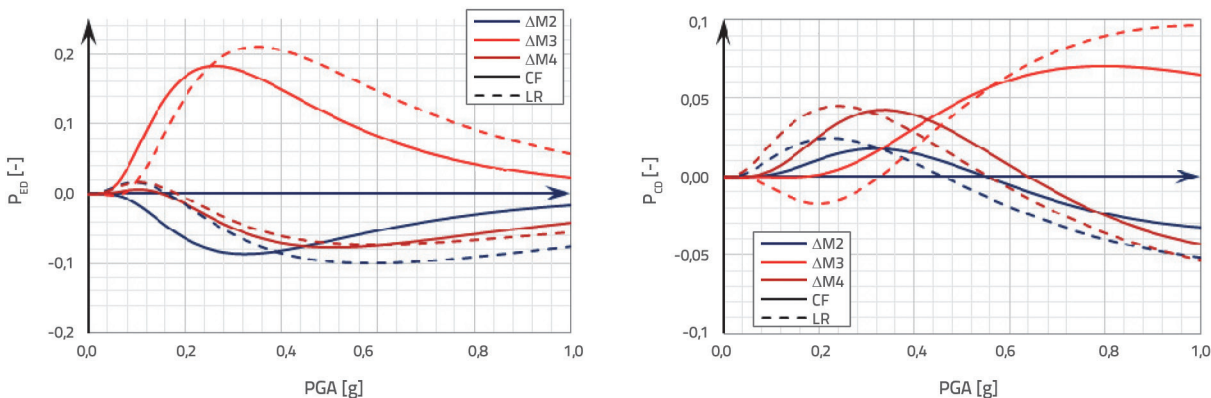 ΔM2
ΔM3
ΔM4
CF
LR
0,2
0,1
0,0
-0,1
-0,2
P_ED [-]
0,0
0,2
0,4
0,6
0,8
1,0
PGA [g]
0,1
0,05
0,00
-0,05
-0,1
P_CD [-]
ΔM2
ΔM3
ΔM4
CF
LR
0,0
0,2
0,4
0,6
0,8
1,0
PGA [g]